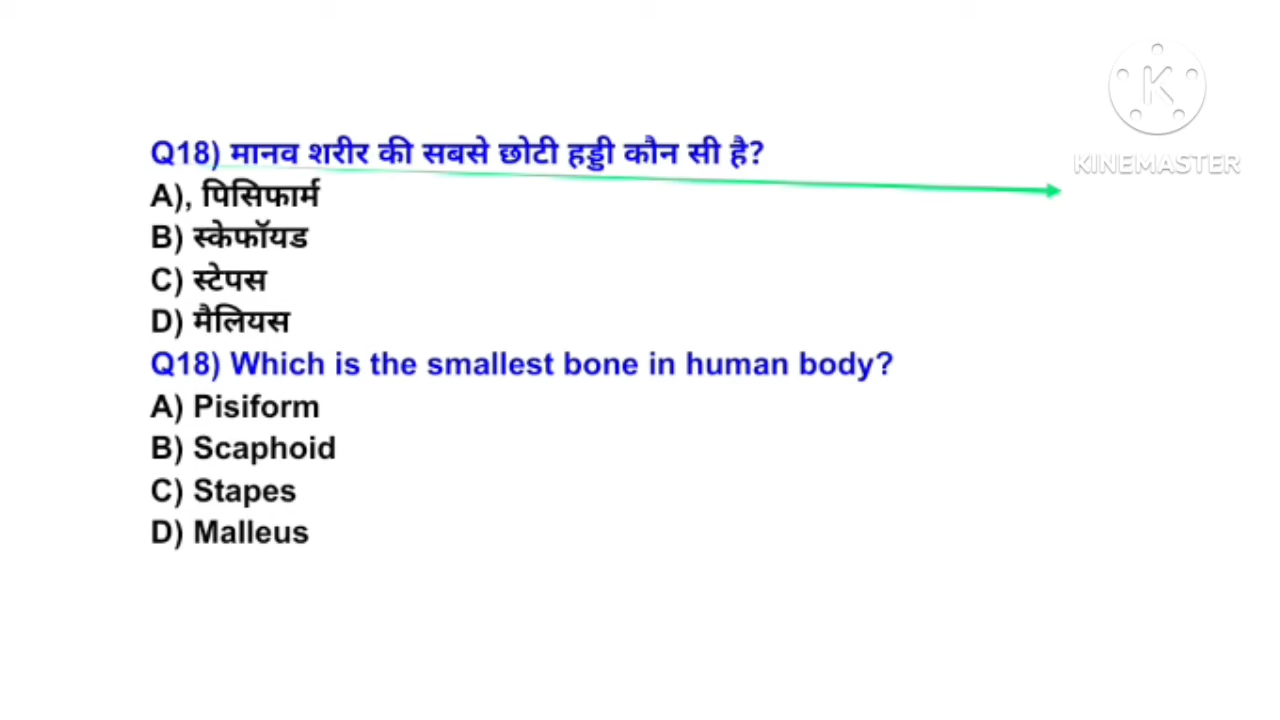 Q18) मानव शरीर की सबसे छोटी हड्डी कौन सी है?
A), पिसिफार्म
B) स्केफॉयड
C) स्टेपस
D) मैलियस
Q18) Which is the smallest bone in human body?
A) Pisiform
B) Scaphoid
C) Stapes
D) Malleus
K
KINEMASTER